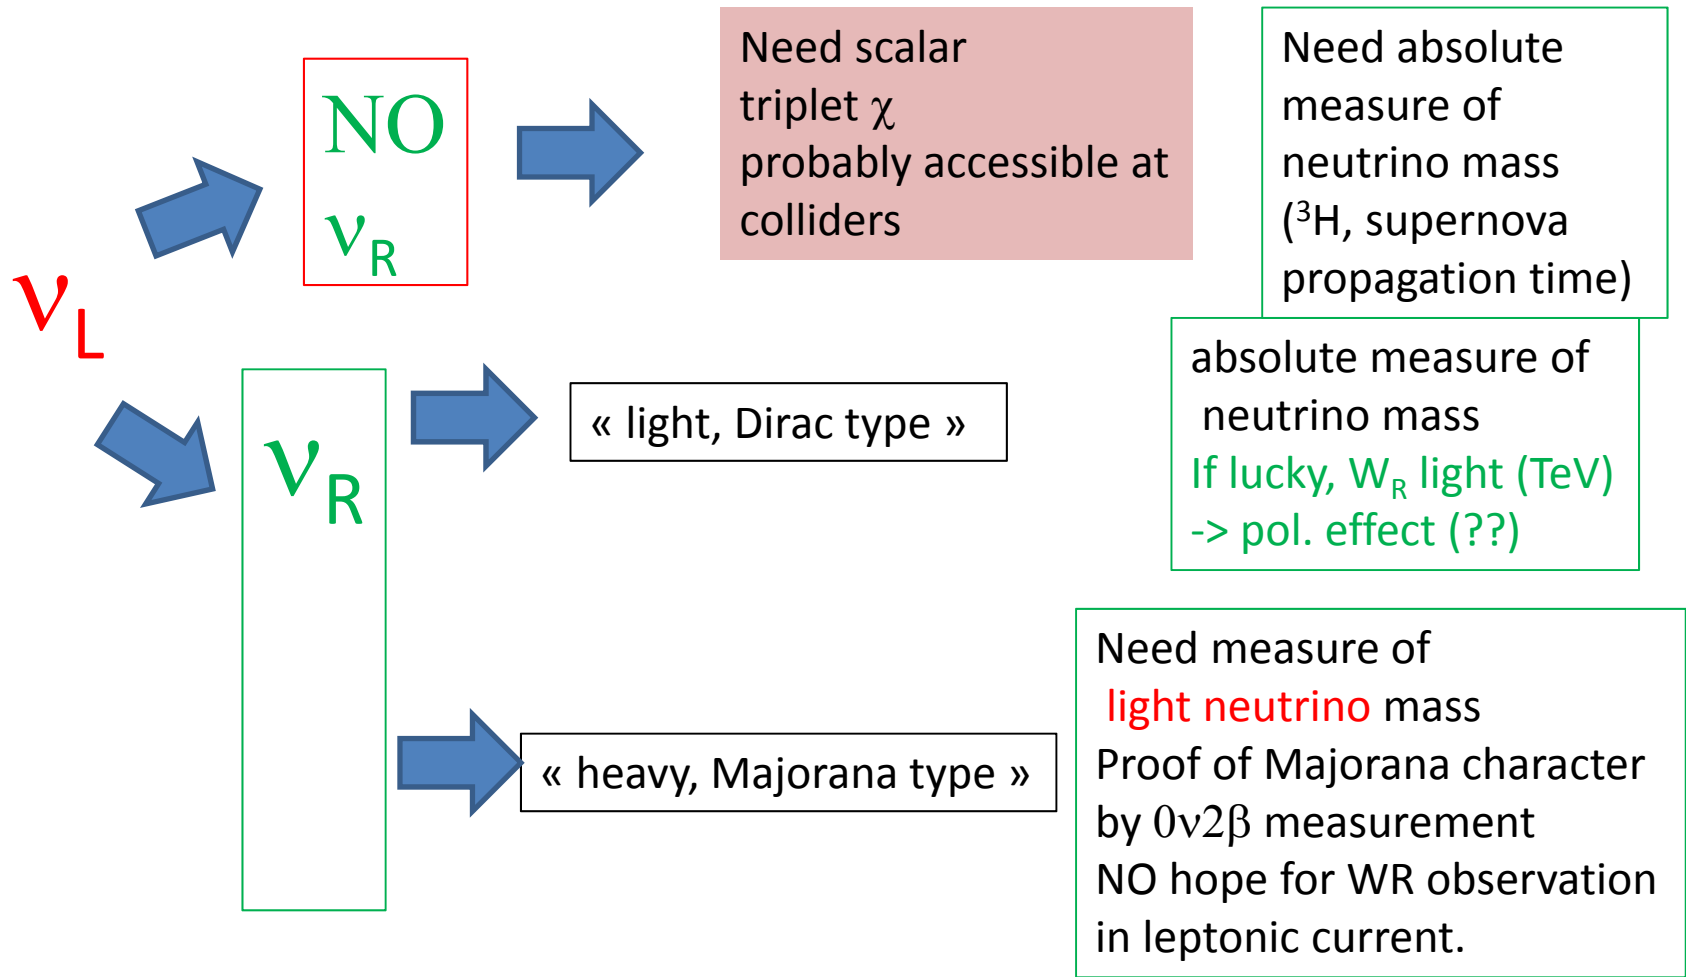 ν_L
NO
ν_R
Need scalar
triplet χ
probably accessible at
colliders
Need absolute
measure of
neutrino mass
(³H, supernova
propagation time)
ν_R
« light, Dirac type »
absolute measure of
neutrino mass
If lucky, W_R light (TeV)
-> pol. effect (??)
« heavy, Majorana type »
Need measure of
light neutrino mass
Proof of Majorana character
by 0ν2β measurement
NO hope for WR observation
in leptonic current.